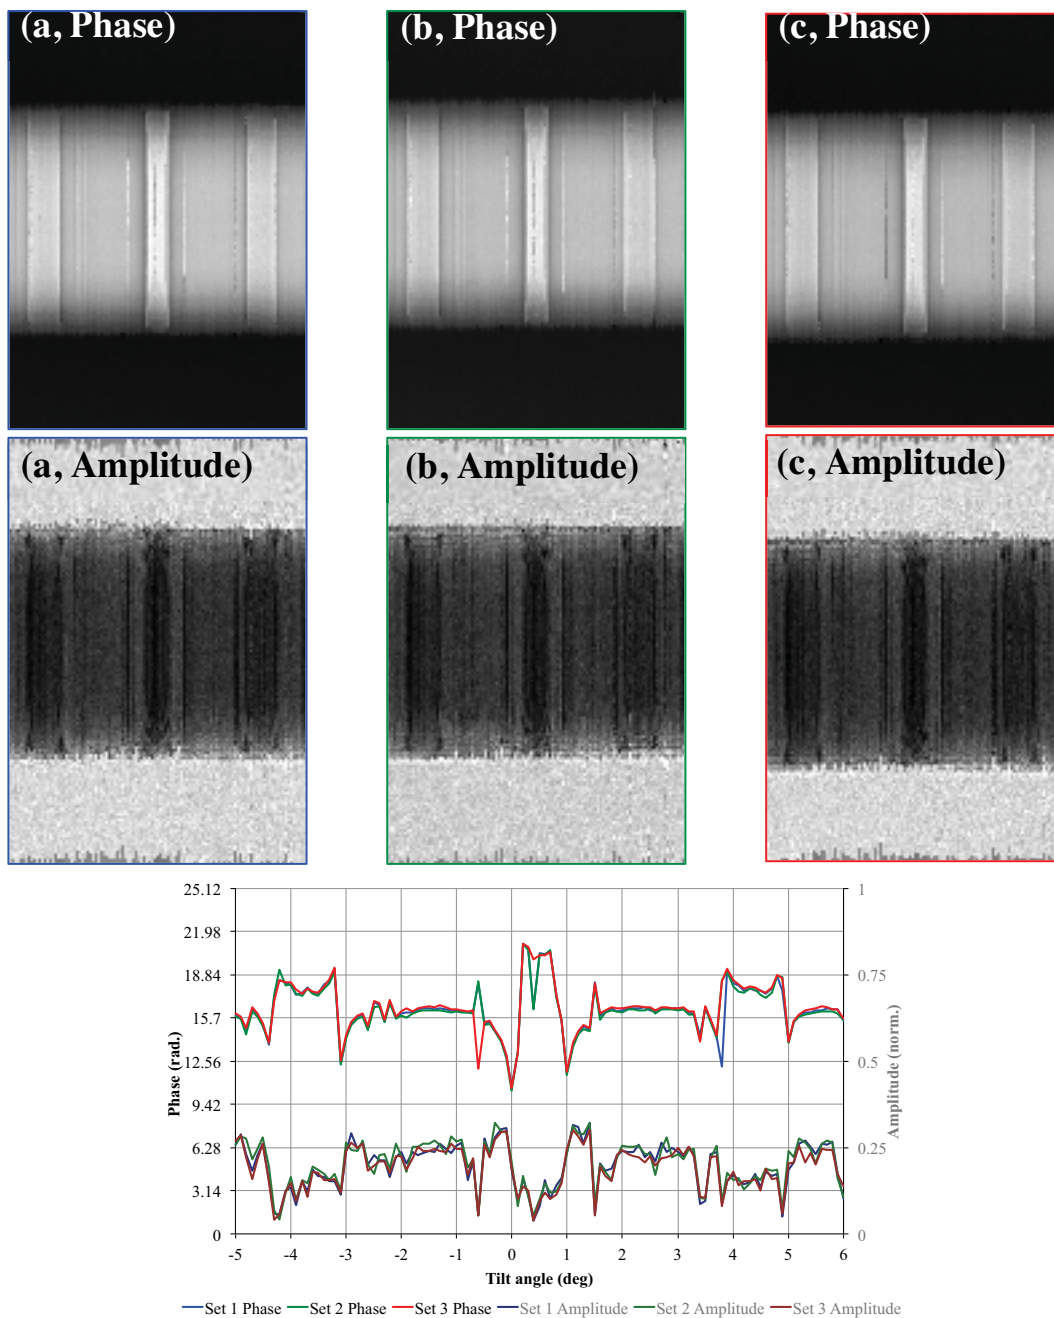 (a, Phase) (b, Phase) (c, Phase)
(a, Amplitude) (b, Amplitude) (c, Amplitude)
25.12
21.98
18.84
15.7
12.56
9.42
6.28
3.14
0
Phase (rad.)
1
0.75
0.5
0.25
0
Amplitude (norm.)
-5 -4 -3 -2 -1 0 1 2 3 4 5 6
Tilt angle (deg)
Set 1 Phase Set 2 Phase Set 3 Phase Set 1 Amplitude Set 2 Amplitude Set 3 Amplitude